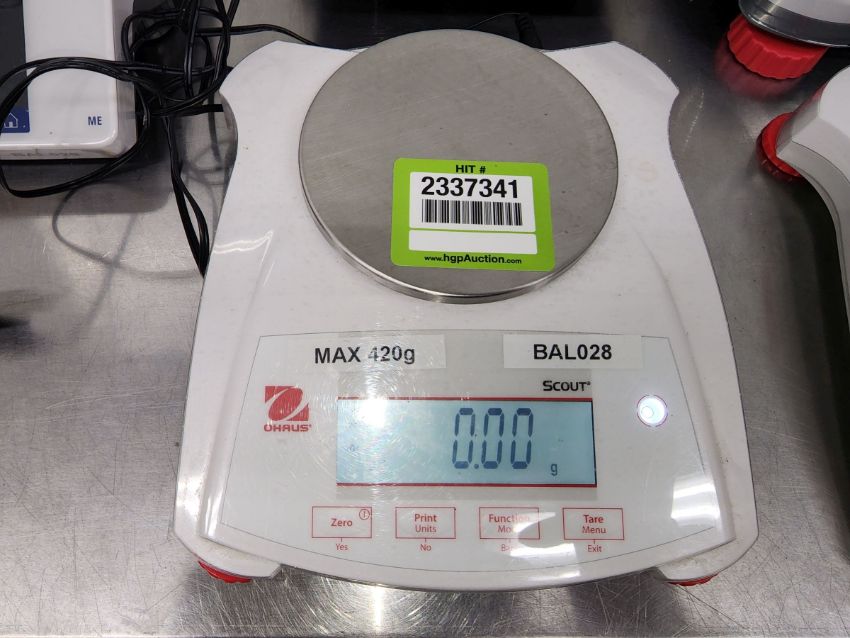 ME
HIT #
2337341
www.hgpAuction.com
MAX 420g
BAL028
SCOUT®
OHAUS®
0.00 g
Zero
Yes
Print
Units
No
Function
Tare
Menu
Exit